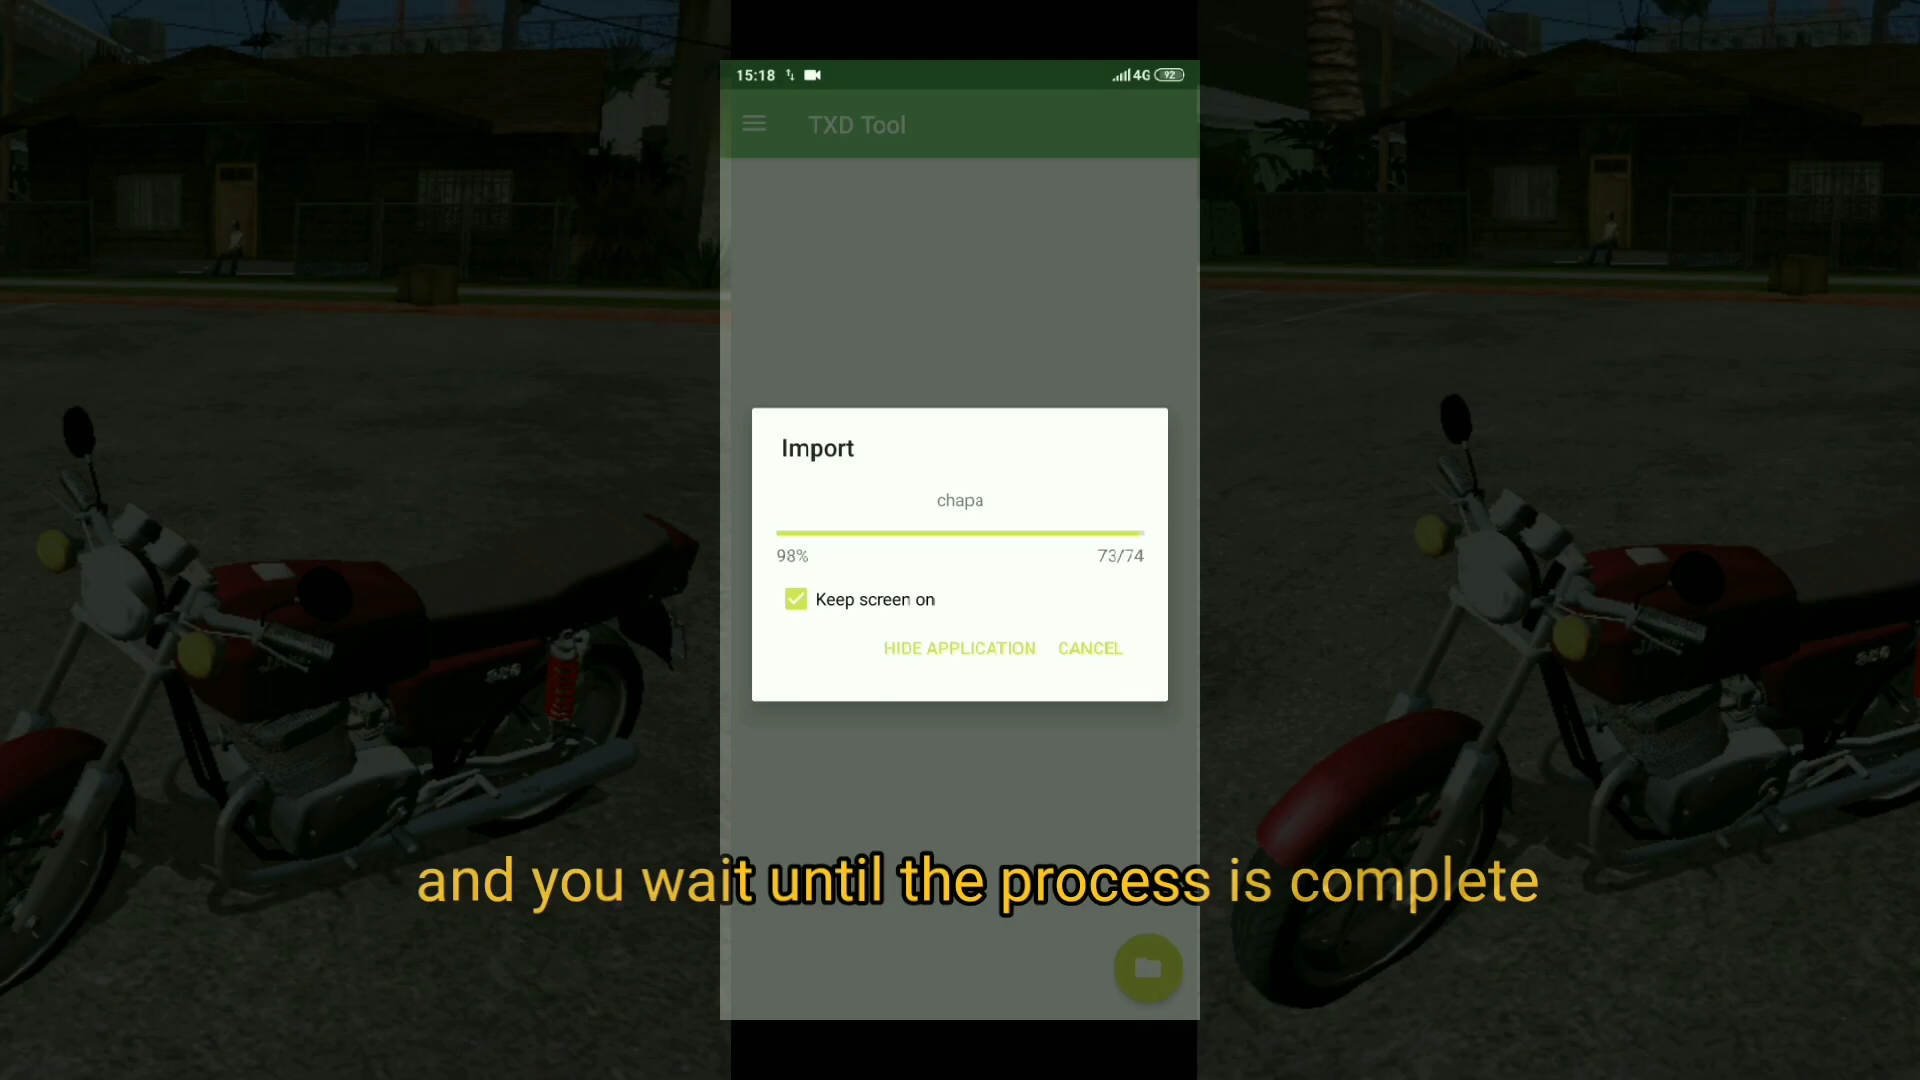 15:18
4G 92
TXD Tool
Import
chapa
98%
73/74
Keep screen on
HIDE APPLICATION CANCEL
and you wait until the process is complete